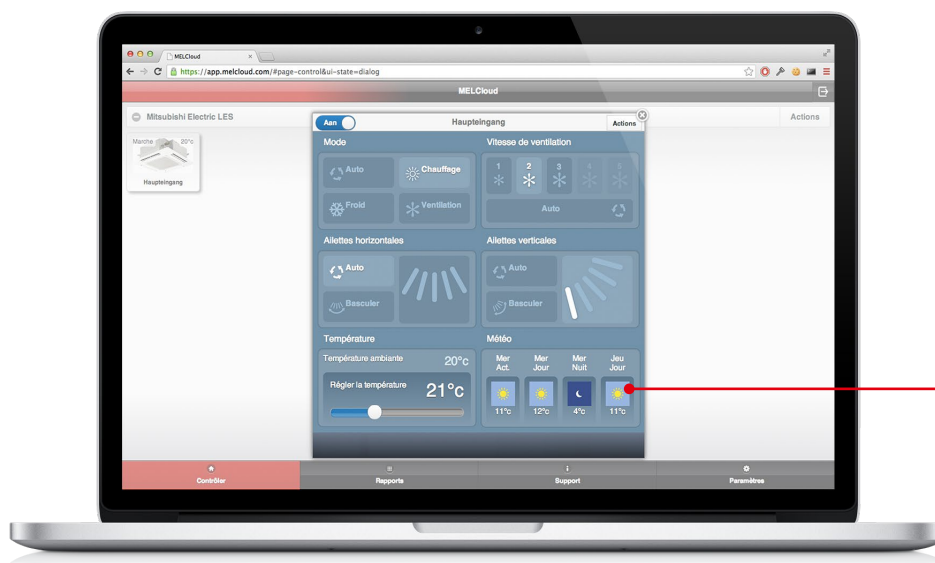 MELCloud
https://app.melcloud.com/#page-control&ui-state=dialog
MELCloud
Mitsubishi Electric LES
Actions
Marche 20°c
Haupteingang
Aan
Haupteingang
Actions
Mode
Auto
Chauffage
Froid
Ventilation
Vitesse de ventilation
1 2 3 4 5
Auto
Ailettes horizontales
Auto
Basculer
Ailettes verticales
Auto
Basculer
Température
Température ambiante 20°c
Régler la température 21°c
Météo
Mer Mer Mer Jeu
Act. Jour Nuit Jour
11°c 12°c 4°c 11°c
Contrôler
Rapports
Support
Paramètres